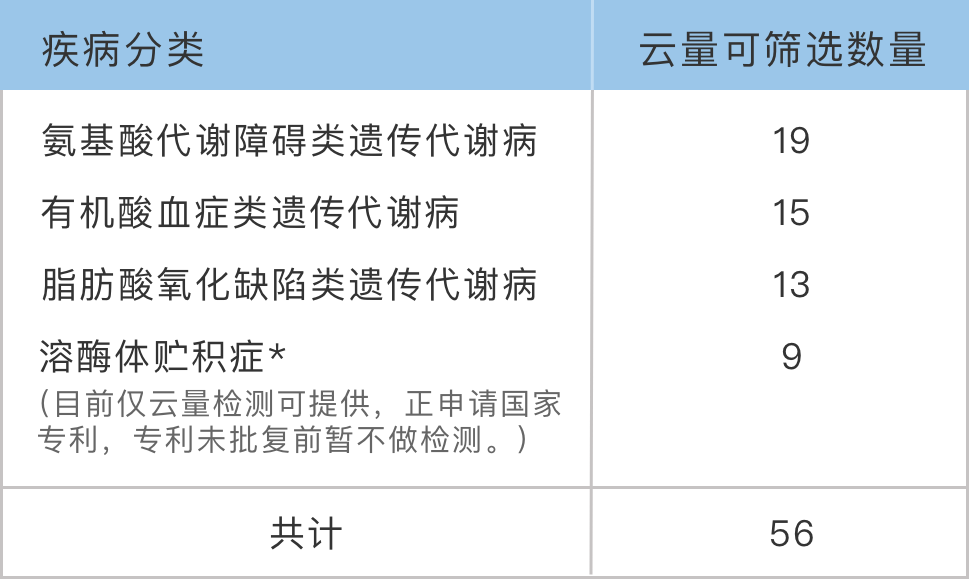 疾病分类 云量可筛选数量
氨基酸代谢障碍类遗传代谢病 19
有机酸血症类遗传代谢病 15
脂肪酸氧化缺陷类遗传代谢病 13
溶酶体贮积症* 9
(目前仅云量检测可提供，正申请国家
专利，专利未批复前暂不做检测。)
共计 56